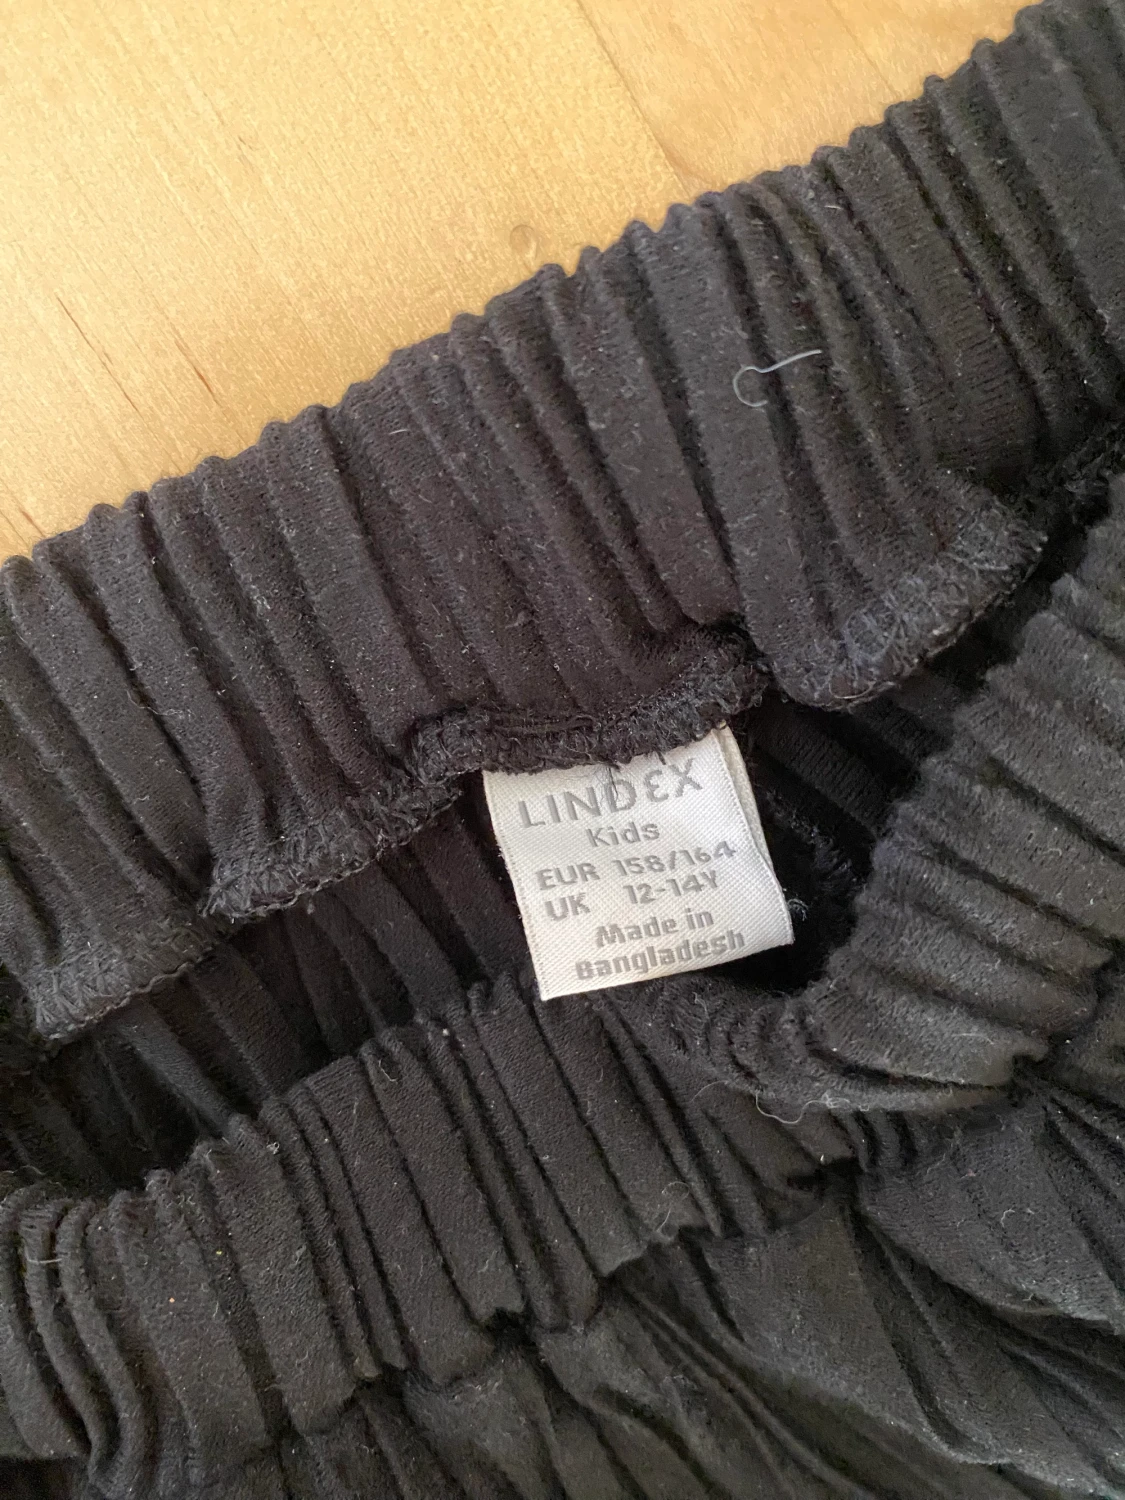 LINDEX
Kids
EUR 158/164
UK 12-14Y
Made in
Bangladesh